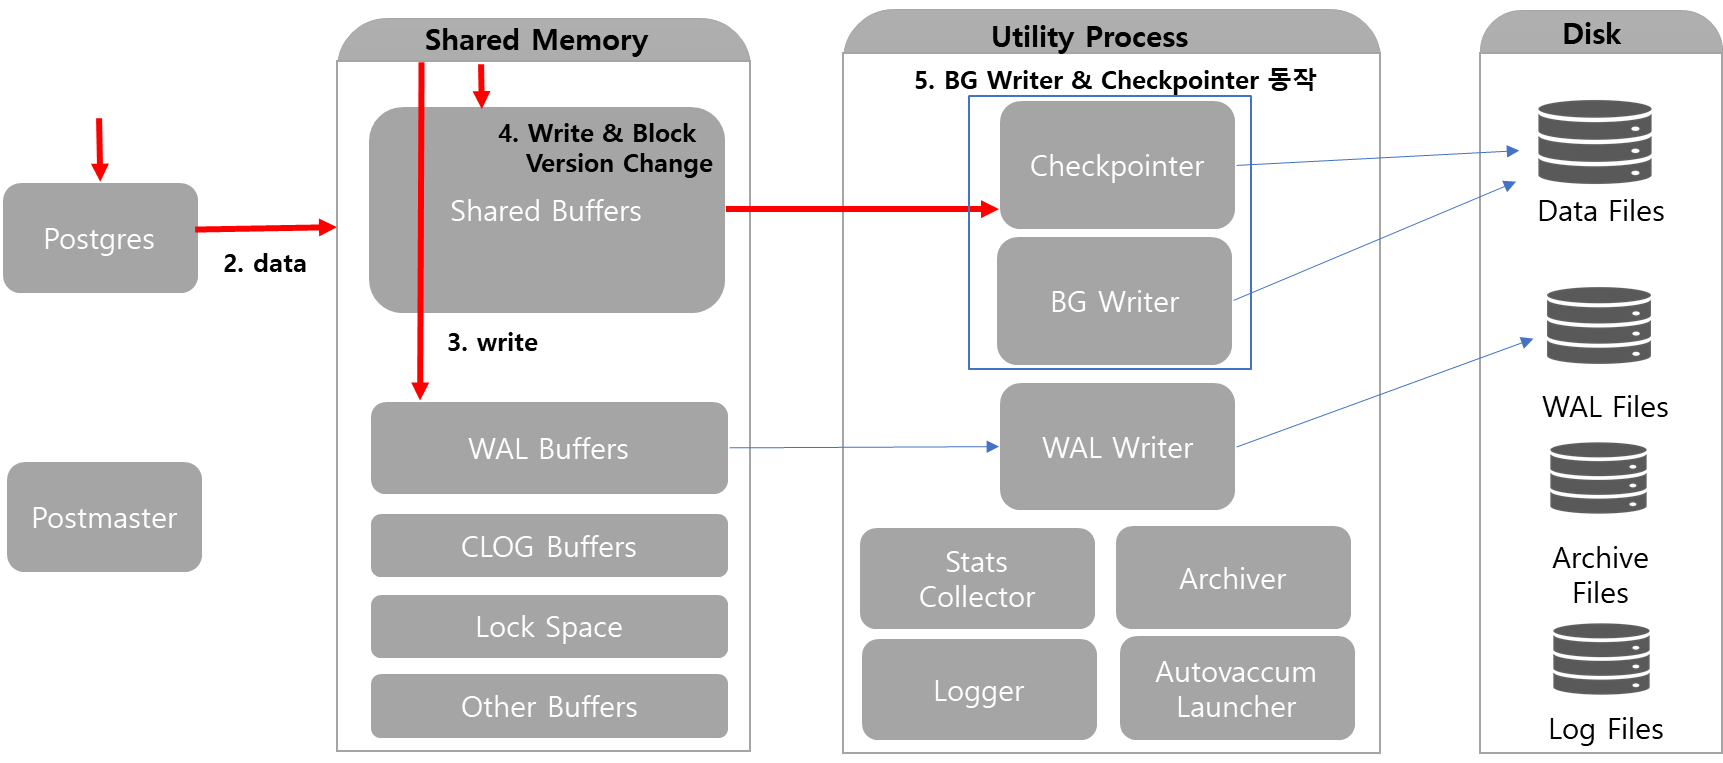 Shared Memory
Utility Process
Disk
5. BG Writer & Checkpointer 동작
4. Write & Block
Version Change
Shared Buffers
Checkpointer
Data Files
Postgres
2. data
BG Writer
3. write
WAL Files
WAL Buffers
WAL Writer
Postmaster
CLOG Buffers
Stats
Collector
Archiver
Archive
Files
Lock Space
Logger
Autovaccum
Launcher
Other Buffers
Log Files